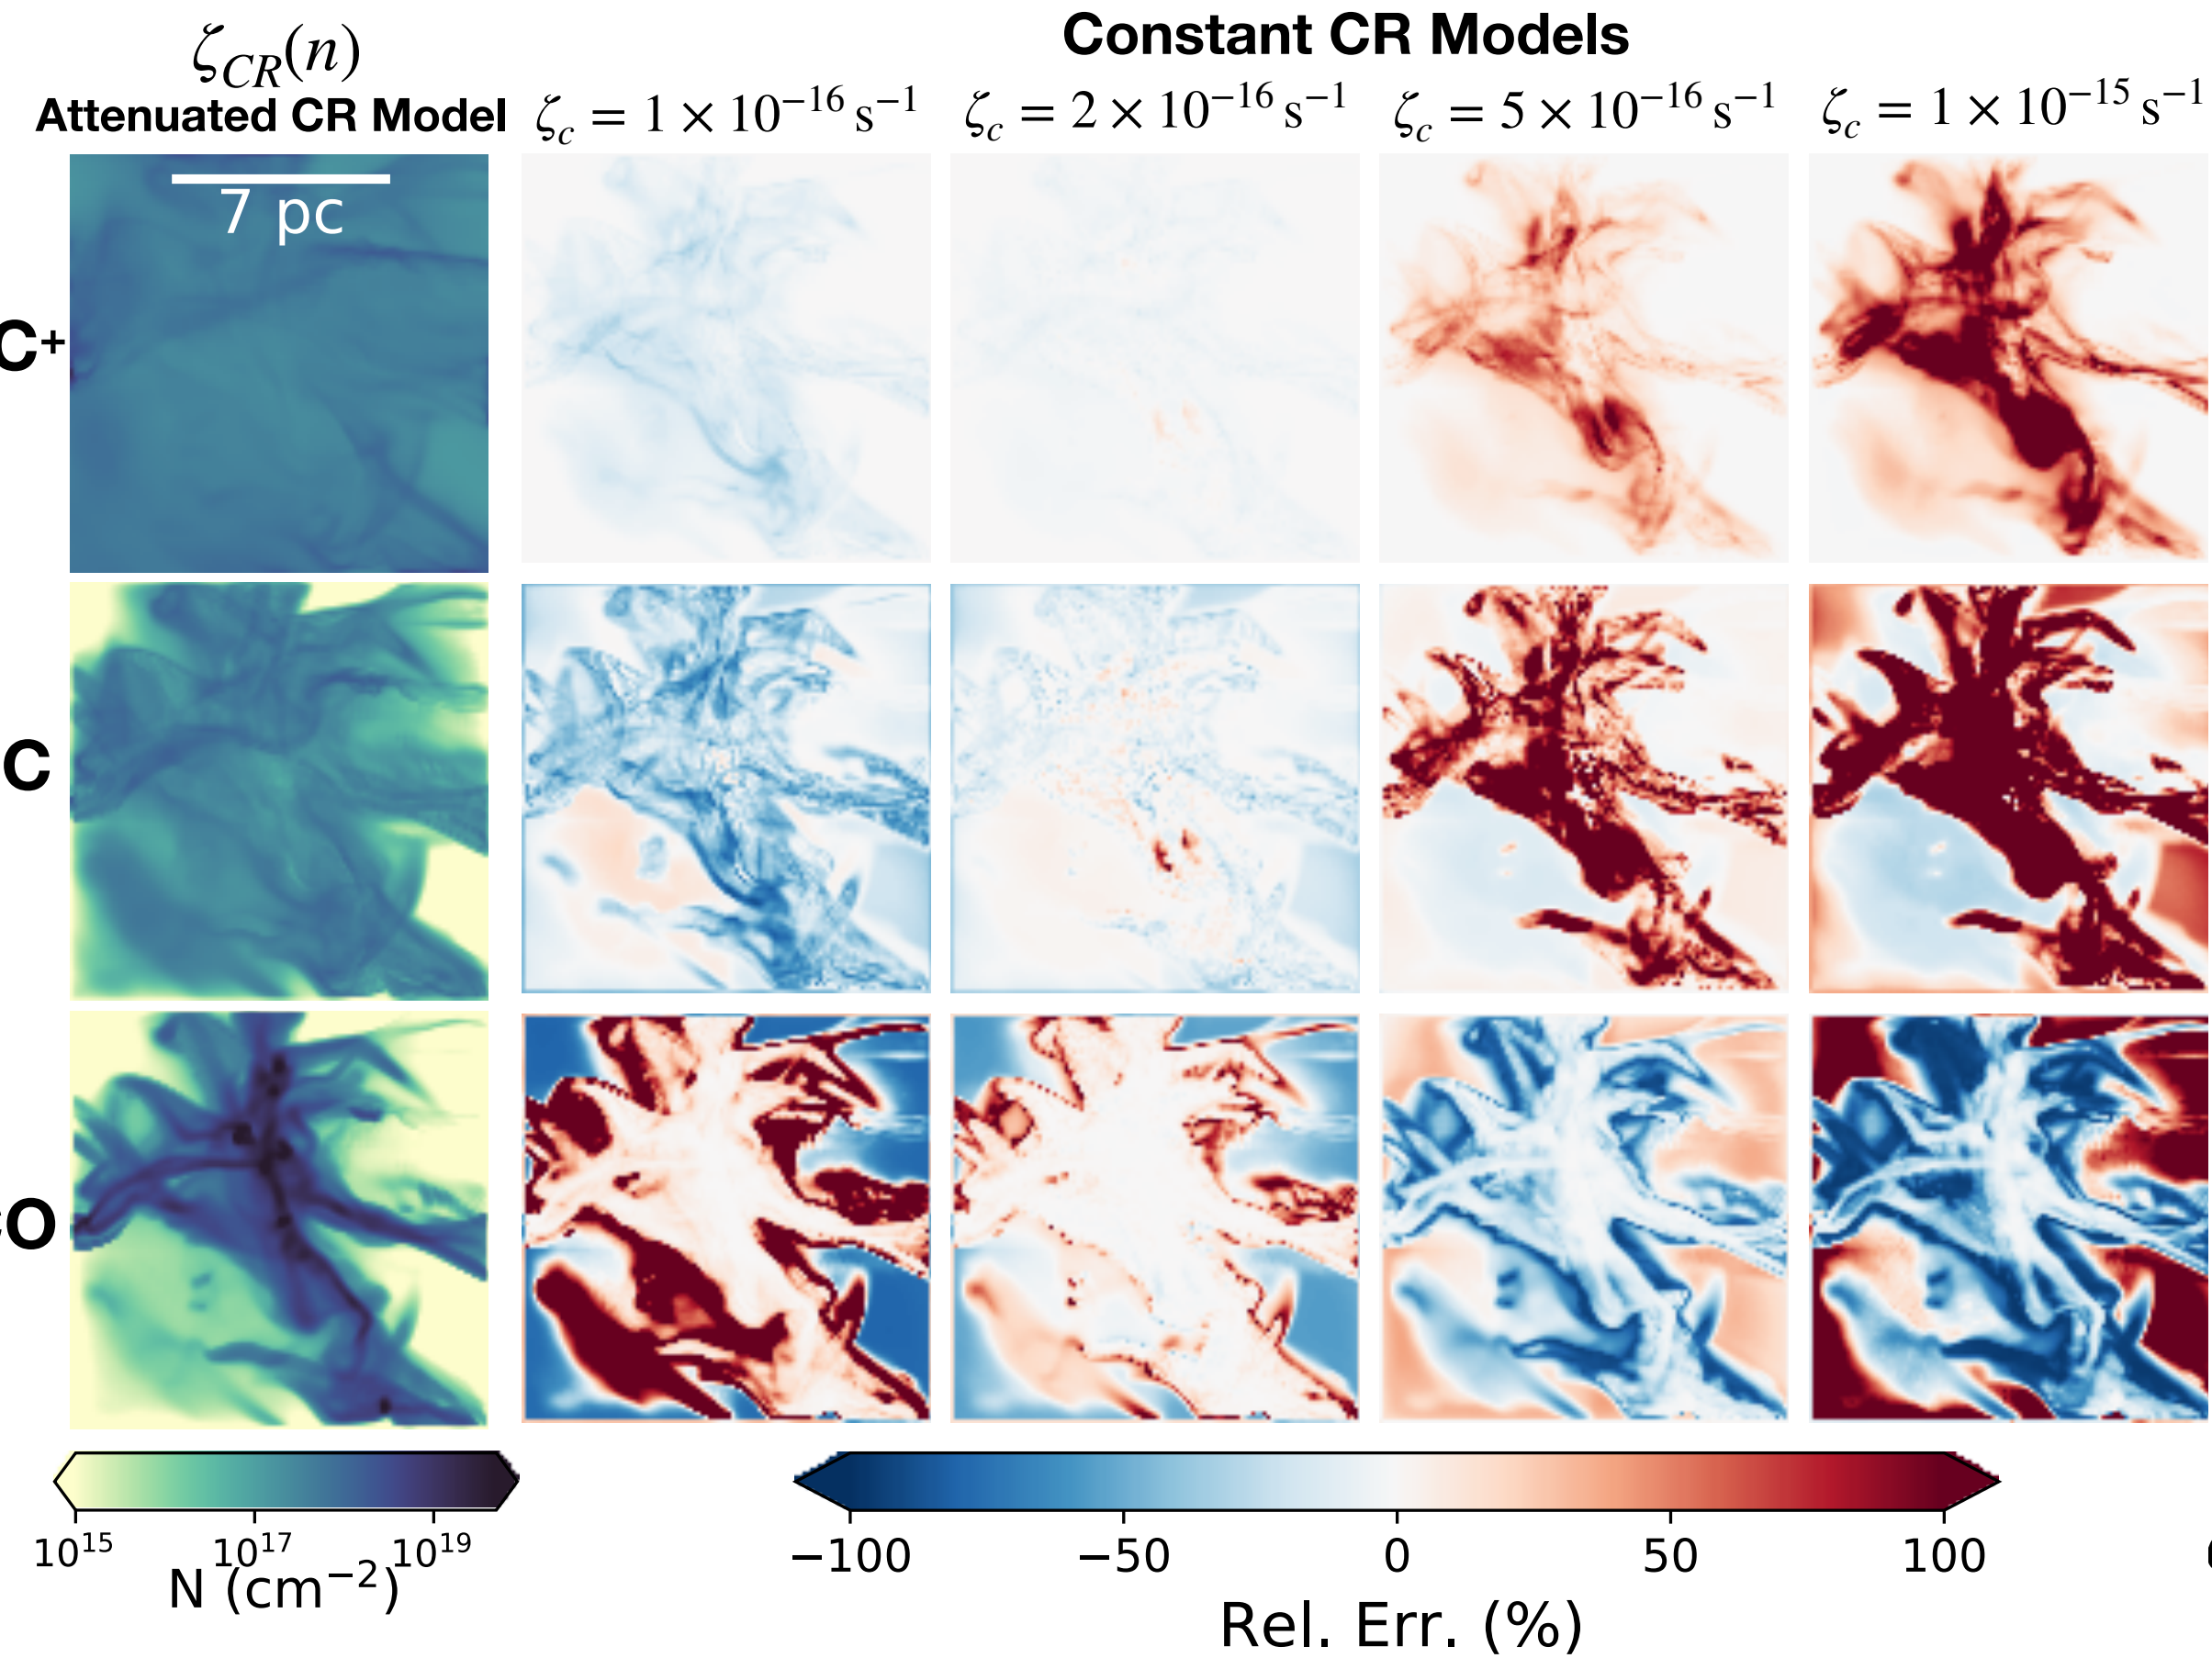 ζCR(n)
Attenuated CR Model
Constant CR Models
ζc = 1 × 10⁻¹⁶ s⁻¹
ζc = 2 × 10⁻¹⁶ s⁻¹
ζc = 5 × 10⁻¹⁶ s⁻¹
ζc = 1 × 10⁻¹⁵ s⁻¹
7 pc
C+
C
CO
10¹⁵ 10¹⁷ 10¹⁹
N (cm⁻²)
−100 −50 0 50 100
Rel. Err. (%)